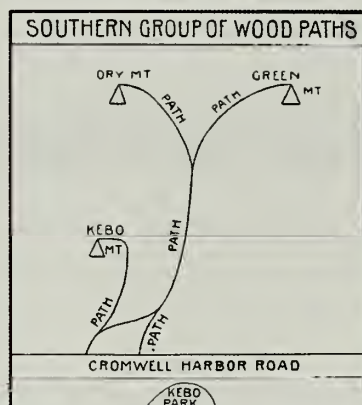 SOUTHERN GROUP OF WOOD PATHS
DRY MT
GREEN
MT
PATH
PATH
PATH
KEBO
MT
PATH
PATH
CROMWELL HARBOR ROAD
KEBO
PARK